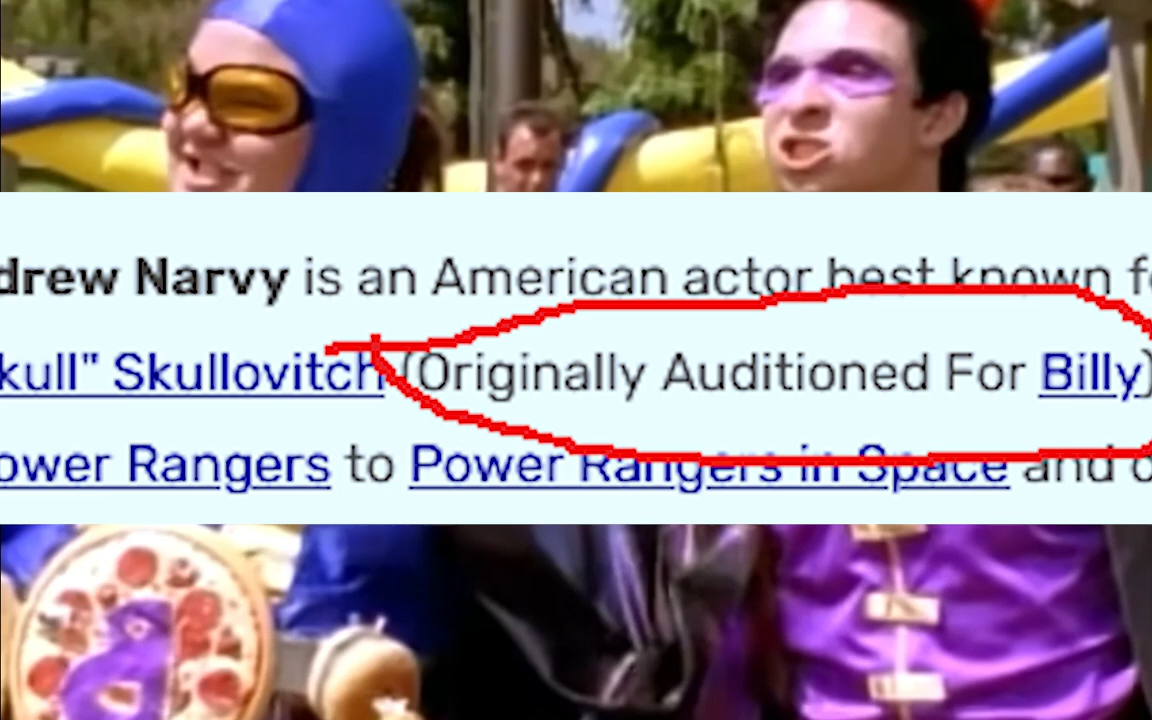 drew Narvy is an American actor best known f
kull" Skullovitch (Originally Auditioned For Billy)
ower Rangers to Power Rangers in Space and